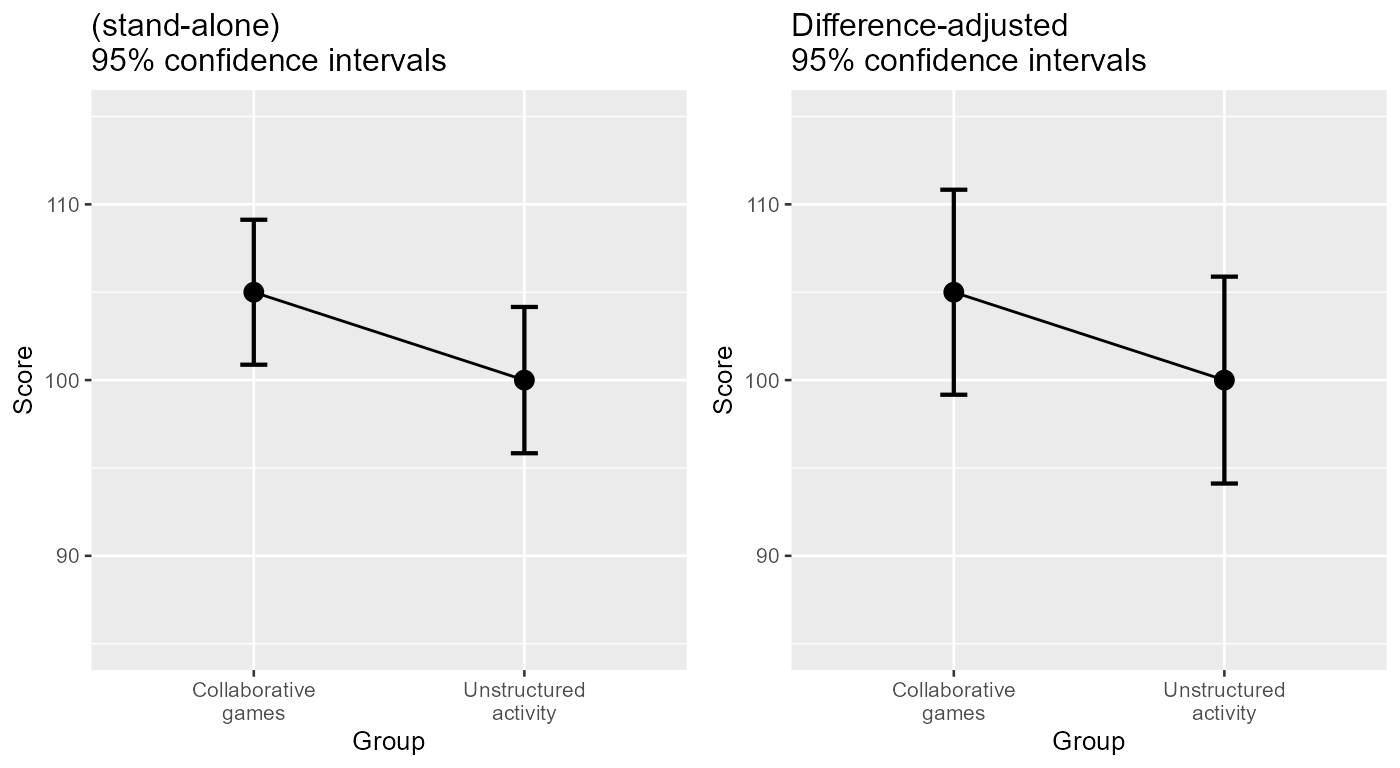 (stand-alone)
95% confidence intervals
Score
110
100
90
Collaborative
games
Unstructured
activity
Group
Difference-adjusted
95% confidence intervals
Score
110
100
90
Collaborative
games
Unstructured
activity
Group